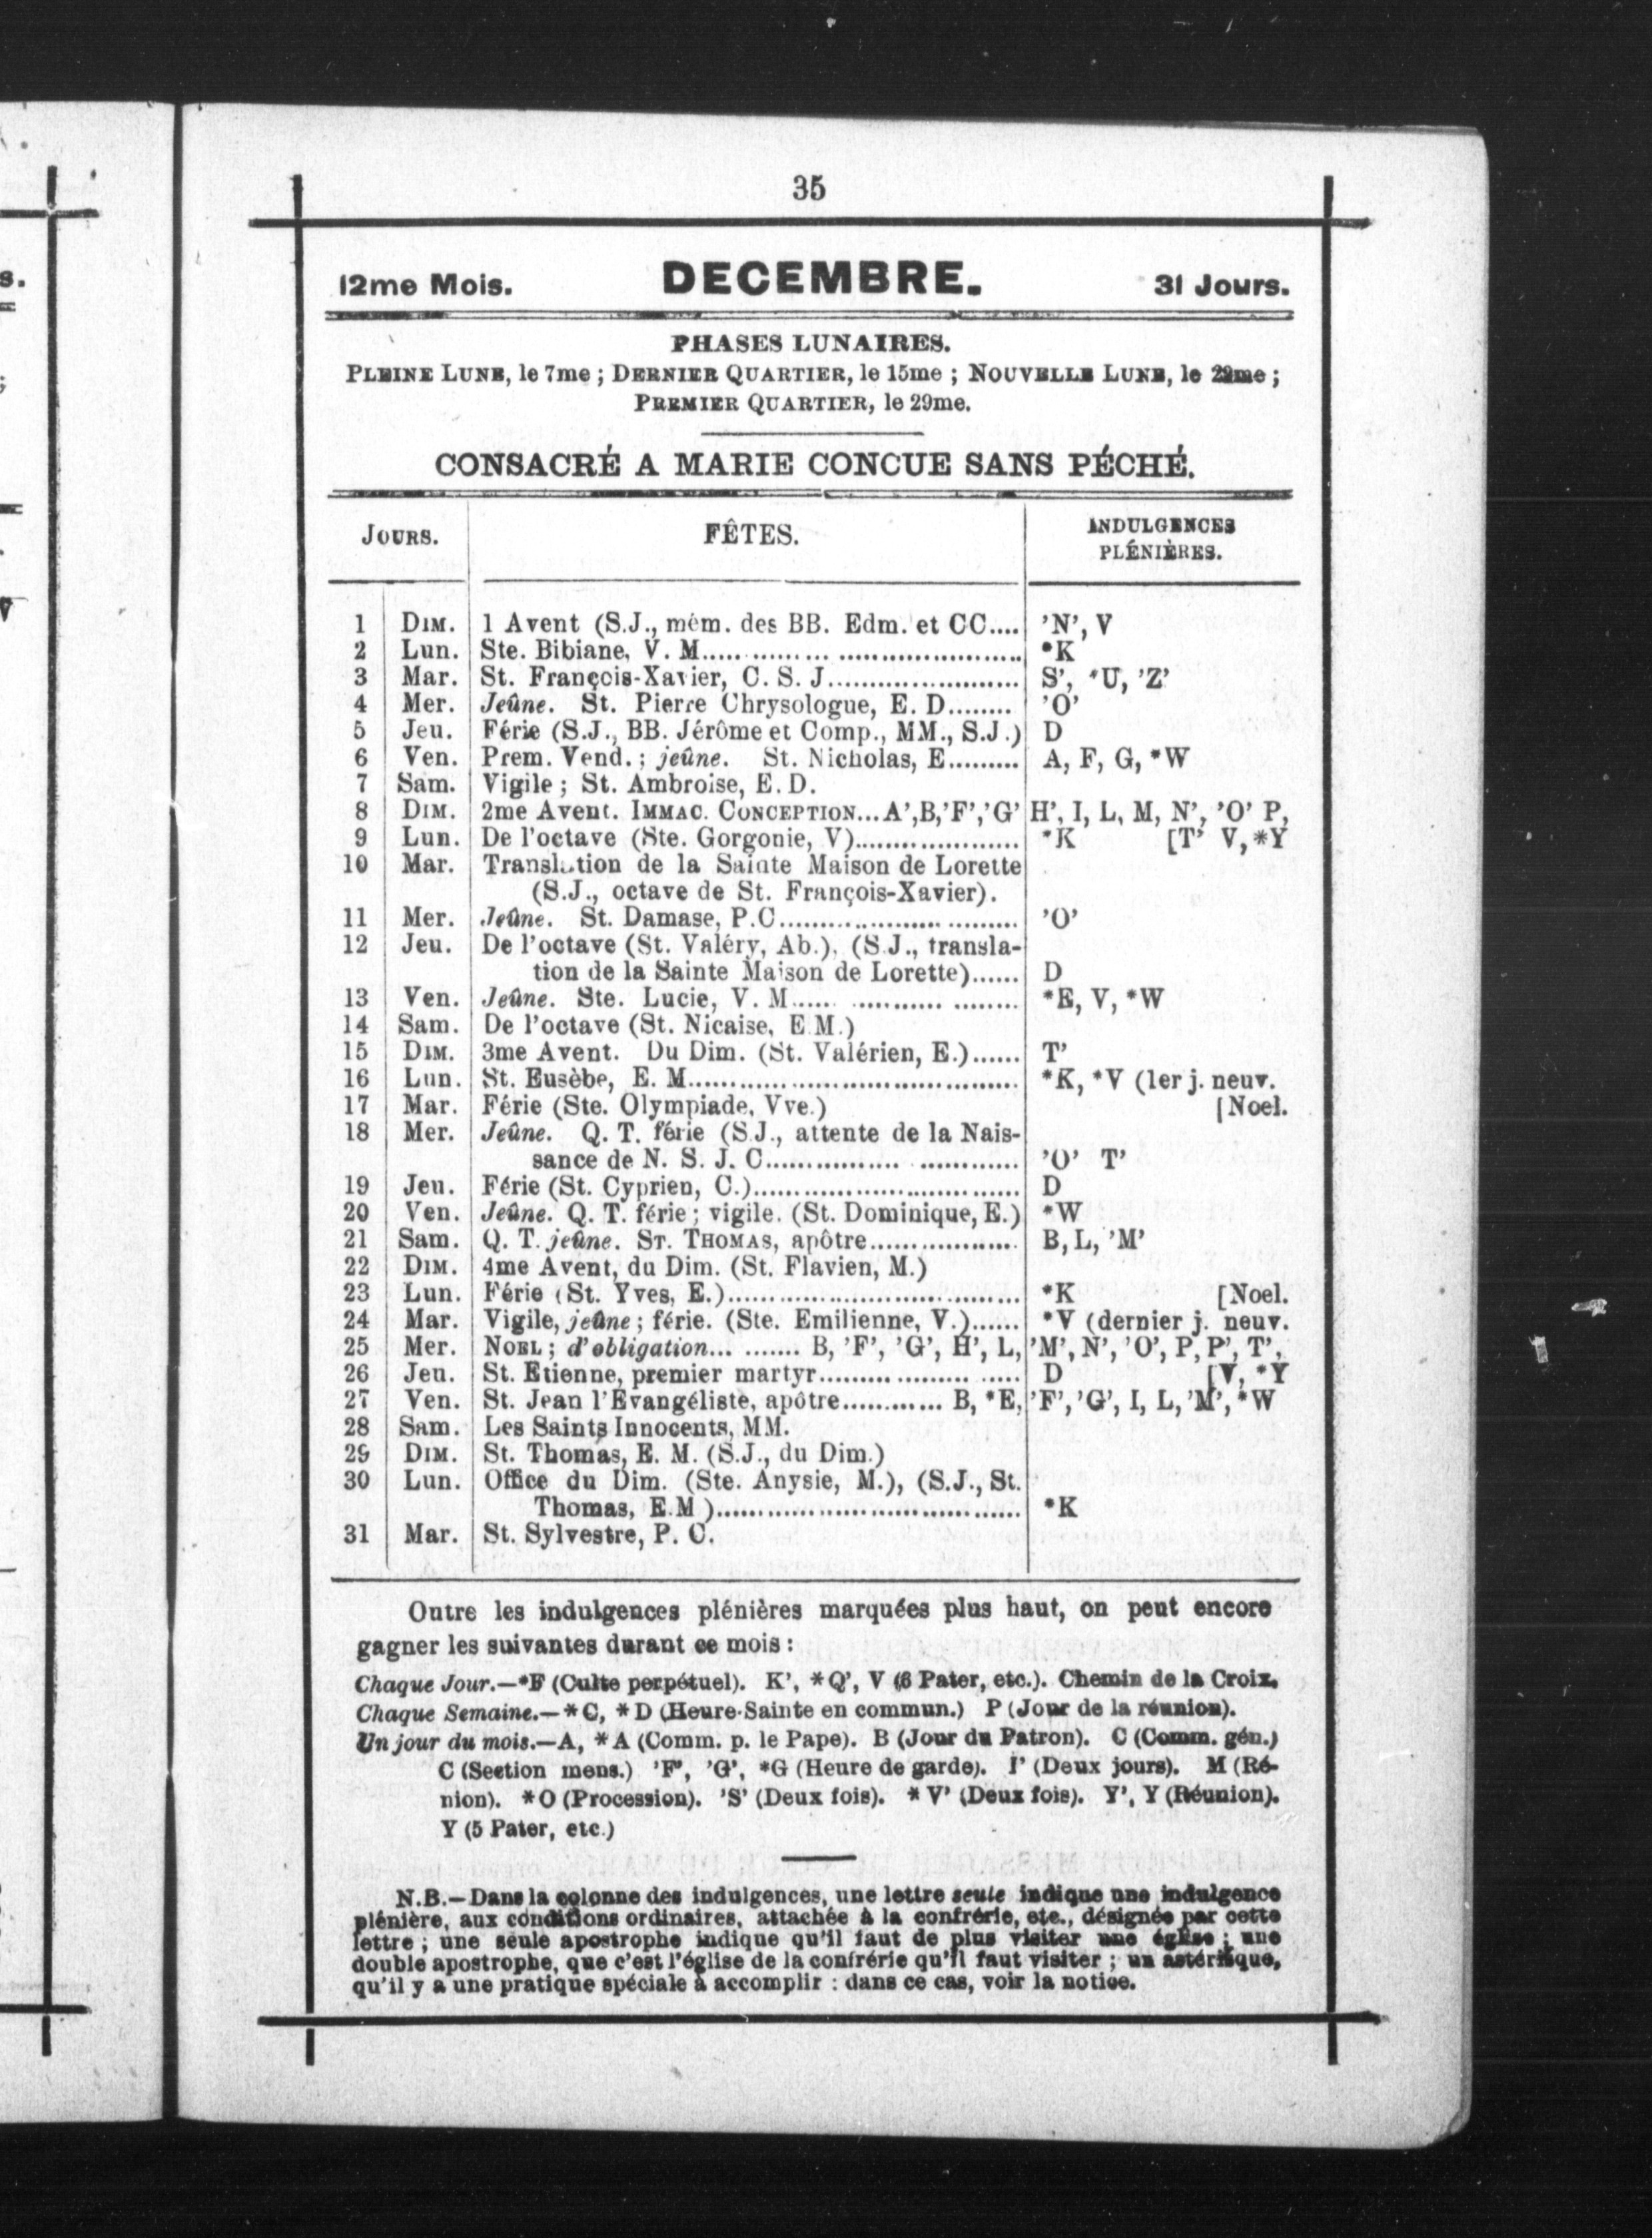 35
12me Mois. DECEMBRE. 31 Jours.
PHASES LUNAIRES.
PLEINE LUNE, le 7me ; DERNIER QUARTIER, le 15me ; NOUVELLE LUNE, le 22me ;
PREMIER QUARTIER, le 29me.
CONSACRÉ A MARIE CONCUE SANS PÉCHÉ.
JOURS. FÊTES. INDULGENCES
PLÉNIÈRES.
1 DIM. 1 Avent (S.J., mém. des BB. Edm. et CC.... 'N', V
2 Lun. Ste. Bibiane, V. M..... *K
3 Mar. St. François-Xavier, C. S. J..... S', *U, 'Z'
4 Mer. Jeûne. St. Pierre Chrysologue, E. D..... 'O'
5 Jeu. Férie (S.J., BB. Jérôme et Comp., MM., S.J.) D
6 Ven. Prem. Vend. ; jeûne. St. Nicholas, E..... A, F, G, *W
7 Sam. Vigile ; St. Ambroise, E. D.
8 DIM. 2me Avent. IMMAC. CONCEPTION...A',B,'F','G' H', I, L, M, N', 'O' P,
9 Lun. De l'octave (Ste. Gorgonie, V)..... *K [T' V,*Y
10 Mar. Translation de la Sainte Maison de Lorette
(S.J., octave de St. François-Xavier).
11 Mer. Jeûne. St. Damase, P.C..... 'O'
12 Jeu. De l'octave (St. Valéry, Ab.), (S.J., transla-
tion de la Sainte Maison de Lorette)...... D
13 Ven. Jeûne. Ste. Lucie, V. M..... *E, V, *W
14 Sam. De l'octave (St. Nicaise, E.M.)
15 DIM. 3me Avent. Du Dim. (St. Valérien, E.)...... T'
16 Lun. St. Eusèbe, E. M..... *K, *V (1er j. neuv.
17 Mar. Férie (Ste. Olympiade, Vve.) [Noel.
18 Mer. Jeûne. Q. T. férie (S.J., attente de la Nais-
sance de N. S. J. C..... 'O' T'
19 Jeu. Férie (St. Cyprien, C.)..... D
20 Ven. Jeûne. Q. T. férie ; vigile. (St. Dominique, E.) *W
21 Sam. Q. T. jeûne. ST. THOMAS, apôtre..... B, L, 'M'
22 DIM. 4me Avent, du Dim. (St. Flavien, M.)
23 Lun. Férie (St. Yves, E.)..... *K [Noel.
24 Mar. Vigile, jeûne ; férie. (Ste. Emilienne, V.)...... *V (dernier j. neuv.
25 Mer. NOEL ; d'obligation... ........ B, 'F', 'G', H', L, 'M', N', 'O', P, P', T',
26 Jeu. St. Etienne, premier martyr..... D [V, *Y
27 Ven. St. Jean l'Evangéliste, apôtre............ B, *E, 'F', 'G', I, L, 'M', *W
28 Sam. Les Saints Innocents, MM.
29 DIM. St. Thomas, E. M. (S.J., du Dim.)
30 Lun. Office du Dim. (Ste. Anysie, M.), (S.J., St.
Thomas, E.M )..... *K
31 Mar. St. Sylvestre, P. C.
Outre les indulgences plénières marquées plus haut, on peut encore
gagner les suivantes durant ce mois :
Chaque Jour.—*F (Culte perpétuel). K', *Q', V (6 Pater, etc.). Chemin de la Croix.
Chaque Semaine.—*C, *D (Heure-Sainte en commun.) P (Jour de la réunion).
Un jour du mois.—A, *A (Comm. p. le Pape). B (Jour du Patron). C (Comm. gén.)
C (Section mens.) 'F', 'G', *G (Heure de garde). I' (Deux jours). M (Ré-
nion). *O (Procession). 'S' (Deux fois). *V' (Deux fois). Y', Y (Réunion).
Y (5 Pater, etc.)
N.B.—Dans la colonne des indulgences, une lettre seule indique une indulgence
plénière, aux conditions ordinaires, attachée à la confrérie, etc., désignée par cette
lettre ; une seule apostrophe indique qu'il faut de plus visiter une église ; une
double apostrophe, que c'est l'église de la confrérie qu'il faut visiter ; un astérisque,
qu'il y a une pratique spéciale à accomplir : dans ce cas, voir la notice.